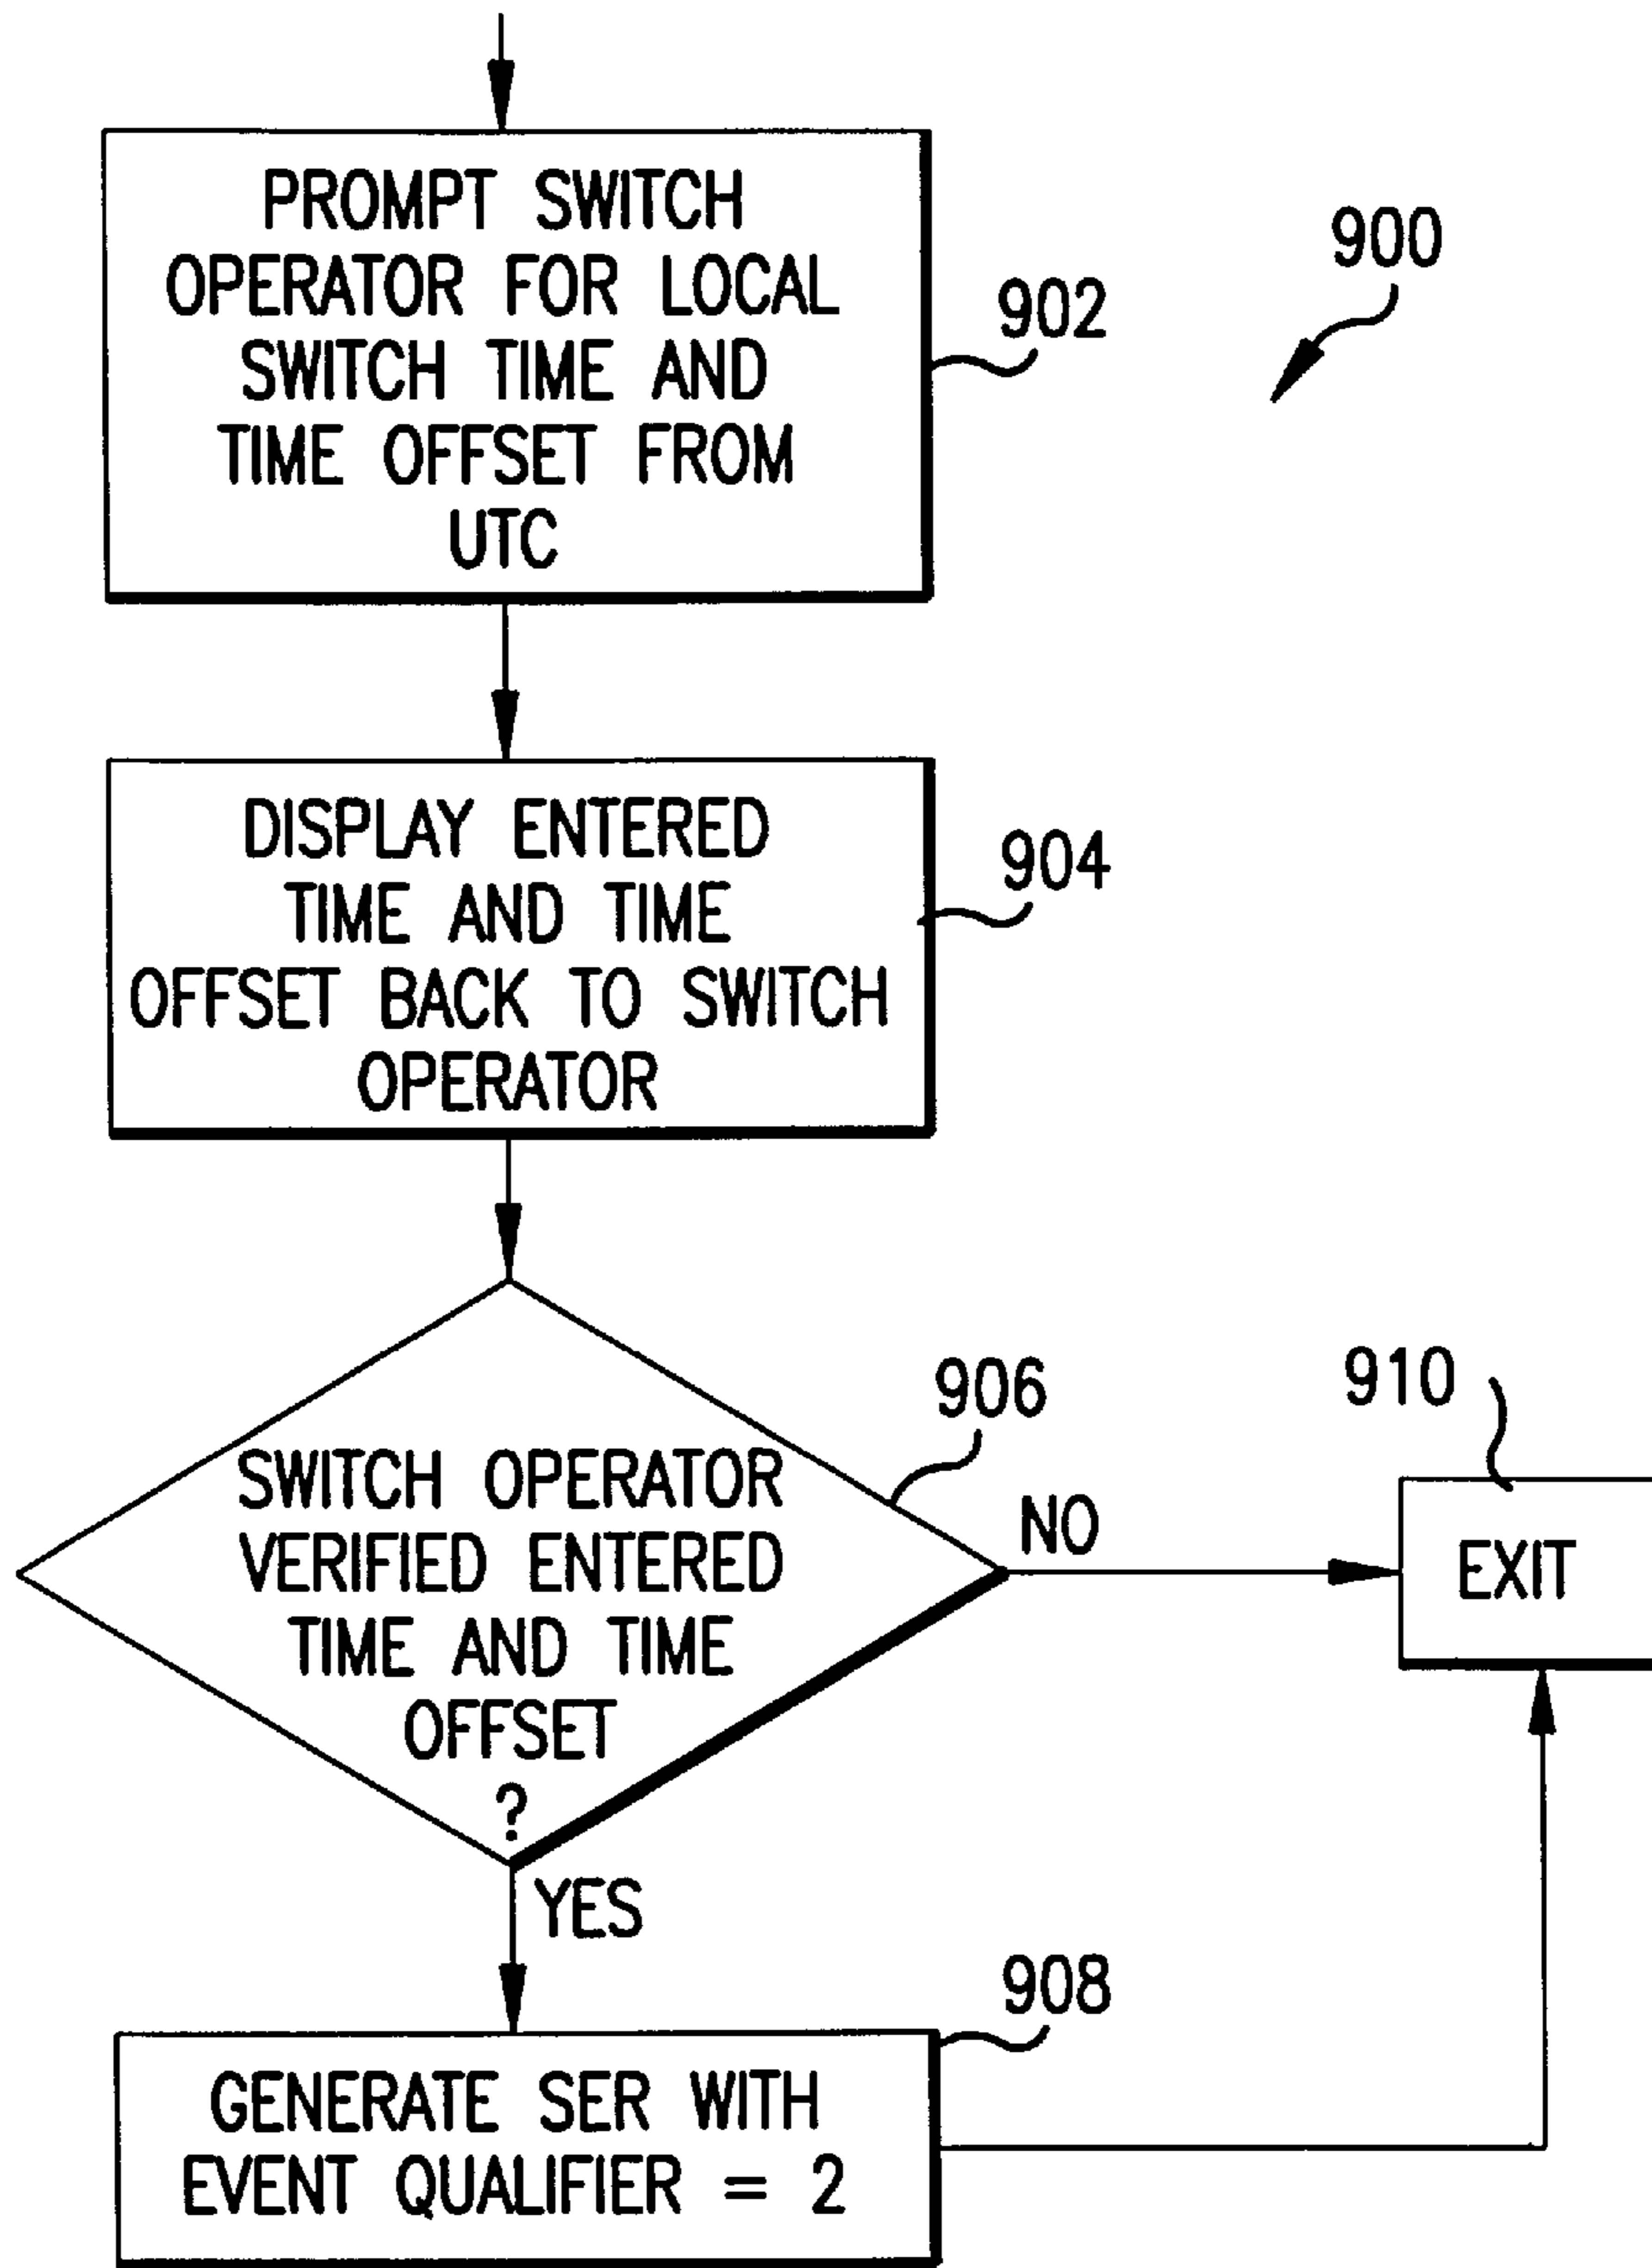 PROMPT SWITCH
OPERATOR FOR LOCAL
SWITCH TIME AND
TIME OFFSET FROM
UTC
902
900
DISPLAY ENTERED
TIME AND TIME
OFFSET BACK TO SWITCH
OPERATOR
904
SWITCH OPERATOR
VERIFIED ENTERED
TIME AND TIME
OFFSET
?
906
NO
910
EXIT
YES
GENERATE SER WITH
EVENT QUALIFIER = 2
908